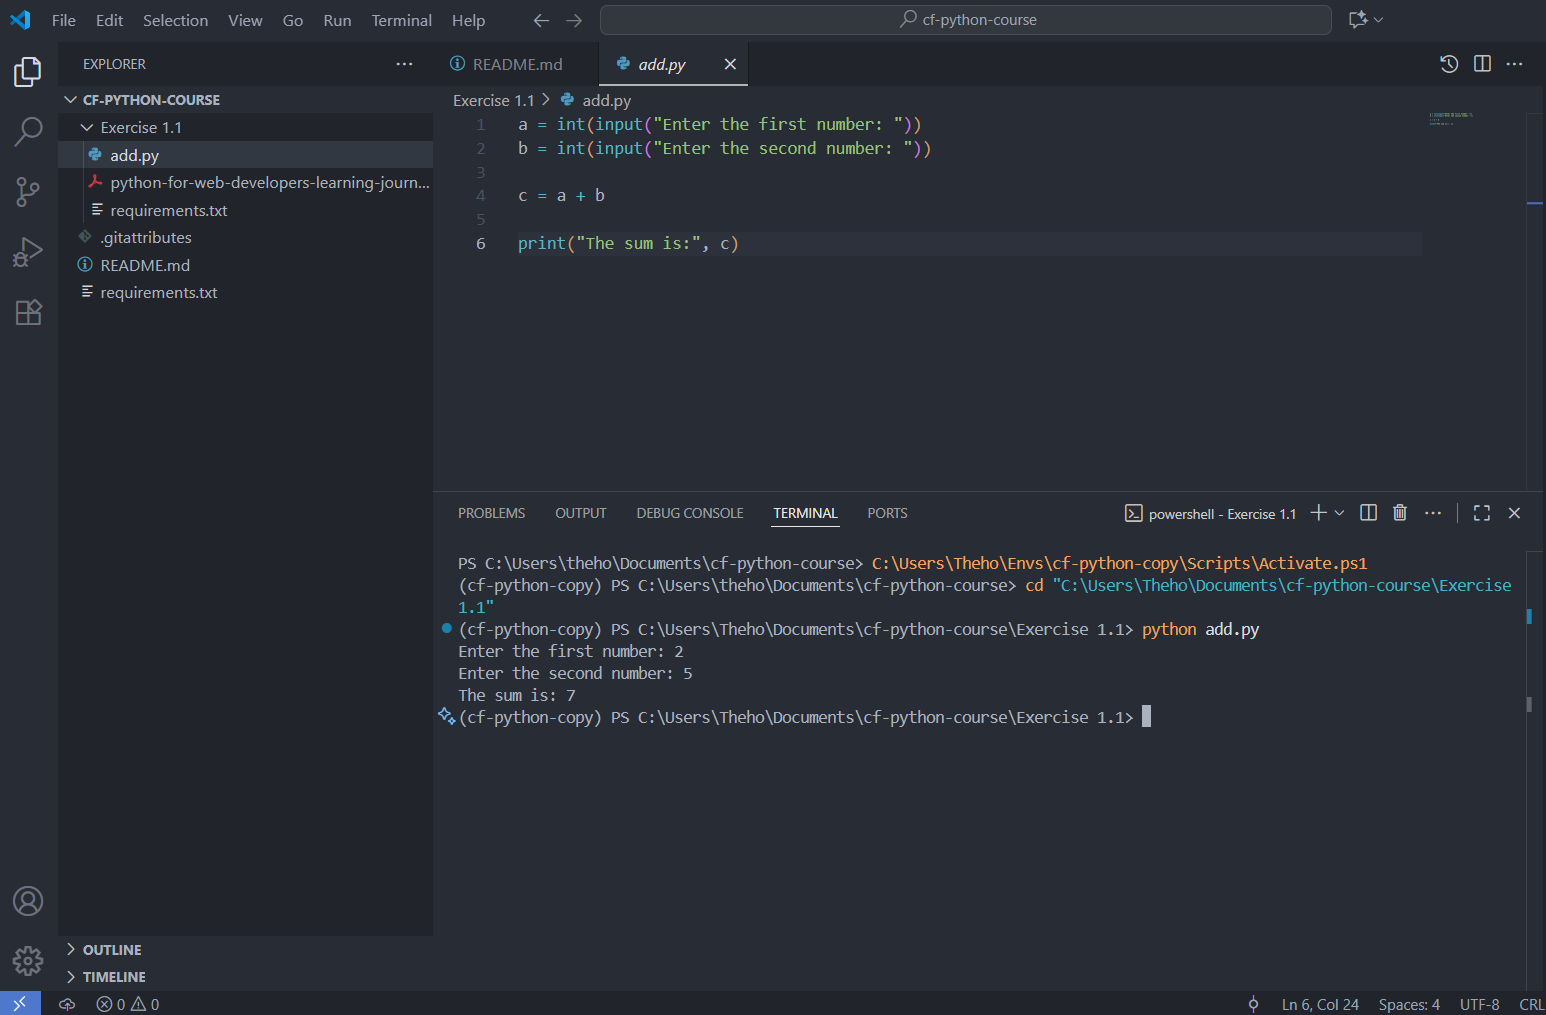 File Edit Selection View Go Run Terminal Help
cf-python-course
EXPLORER
README.md
add.py
CF-PYTHON-COURSE
Exercise 1.1
add.py
python-for-web-developers-learning-journ...
requirements.txt
.gitattributes
README.md
requirements.txt
OUTLINE
TIMELINE
Exercise 1.1 > add.py
1 a = int(input("Enter the first number: "))
2 b = int(input("Enter the second number: "))
3
4 c = a + b
5
6 print("The sum is:", c)
PROBLEMS OUTPUT DEBUG CONSOLE TERMINAL PORTS
powershell - Exercise 1.1
PS C:\Users\theho\Documents\cf-python-course> C:\Users\Theho\Envs\cf-python-copy\Scripts\Activate.ps1
(cf-python-copy) PS C:\Users\theho\Documents\cf-python-course> cd "C:\Users\Theho\Documents\cf-python-course\Exercise
1.1"
(cf-python-copy) PS C:\Users\Theho\Documents\cf-python-course\Exercise 1.1> python add.py
Enter the first number: 2
Enter the second number: 5
The sum is: 7
(cf-python-copy) PS C:\Users\Theho\Documents\cf-python-course\Exercise 1.1>
0 0
Ln 6, Col 24 Spaces: 4 UTF-8 CRL